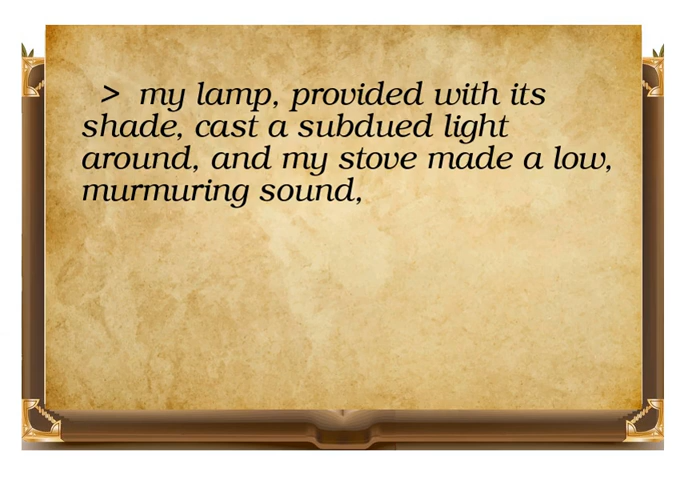 > my lamp, provided with its
shade, cast a subdued light
around, and my stove made a low,
murmuring sound,